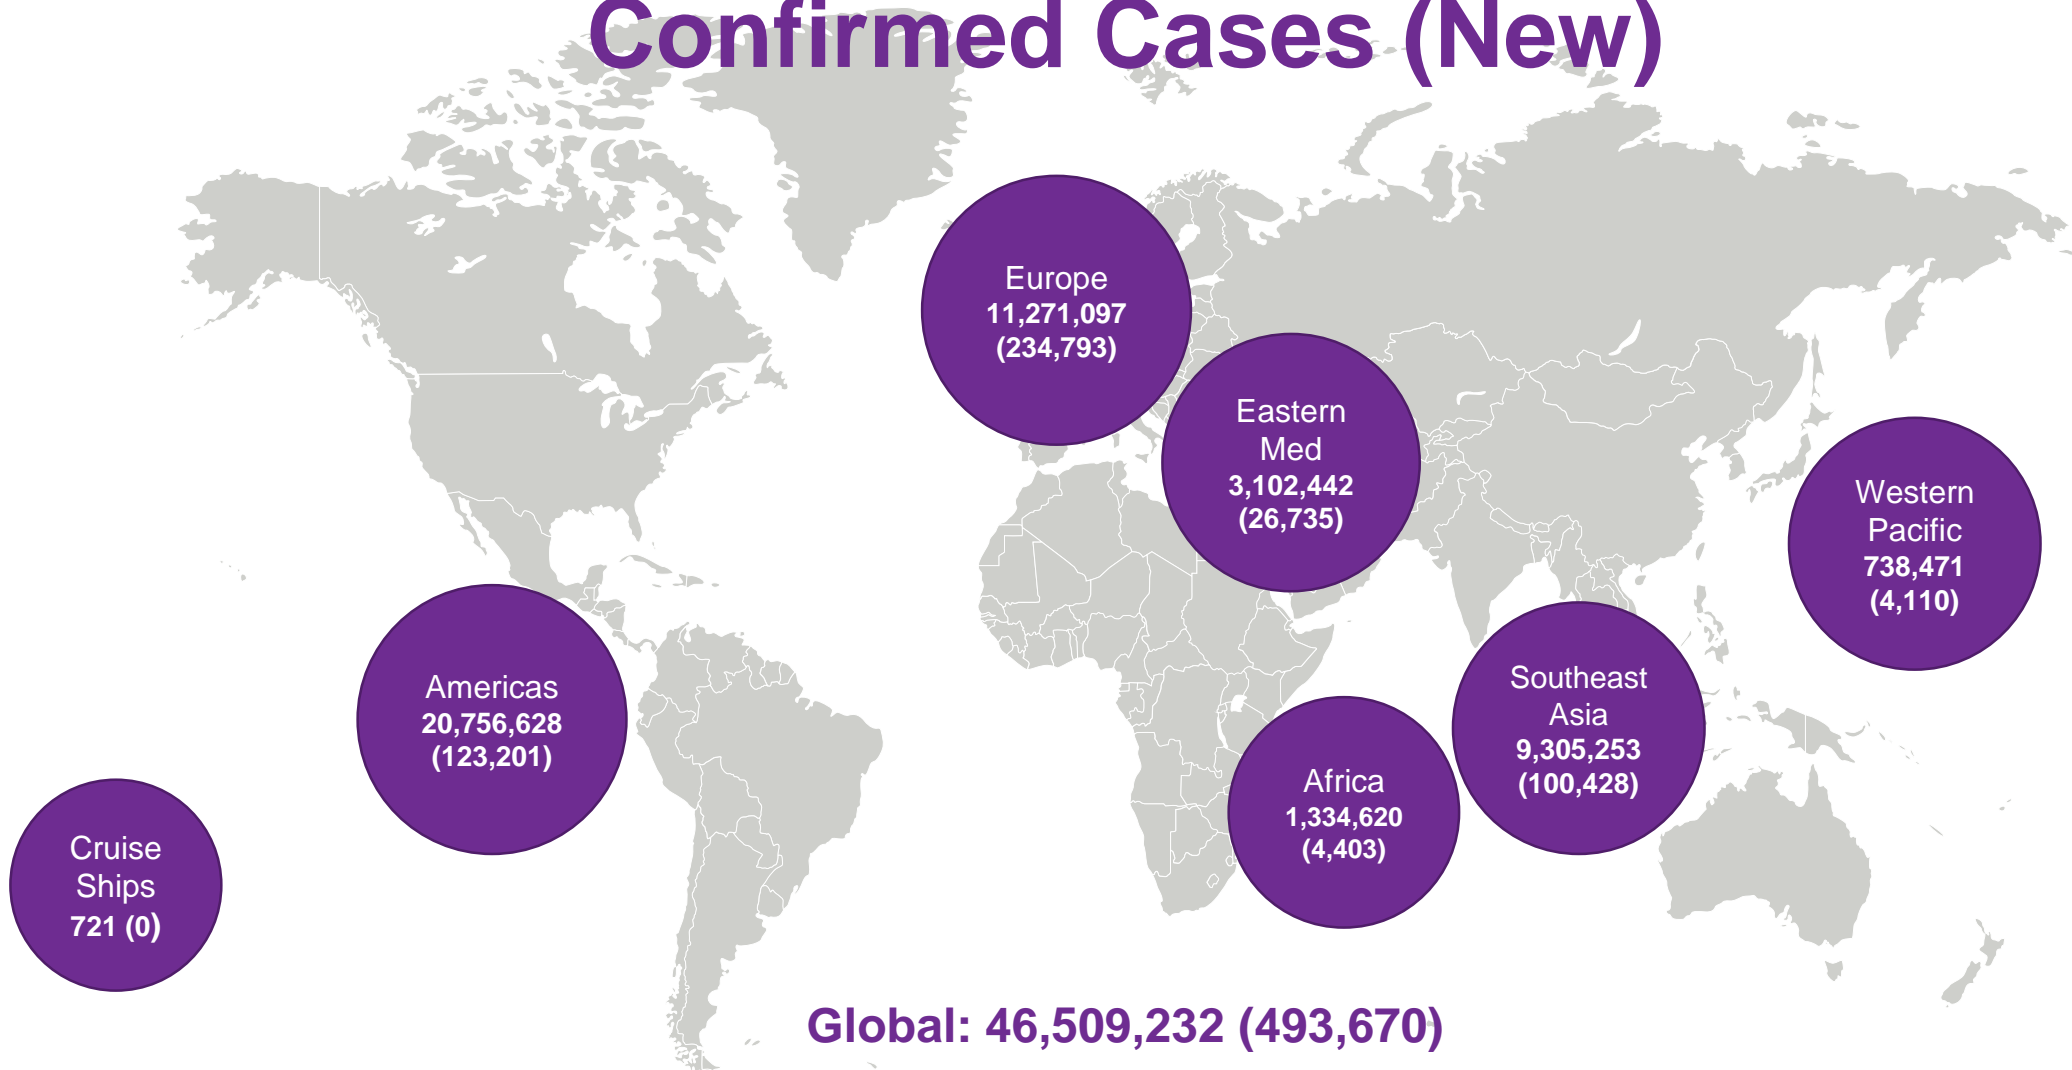 Confirmed Cases (New)
Europe
11,271,097
(234,793)
Eastern
Med
3,102,442
(26,735)
Western
Pacific
738,471
(4,110)
Americas
20,756,628
(123,201)
Southeast
Asia
9,305,253
(100,428)
Africa
1,334,620
(4,403)
Cruise
Ships
721 (0)
Global: 46,509,232 (493,670)